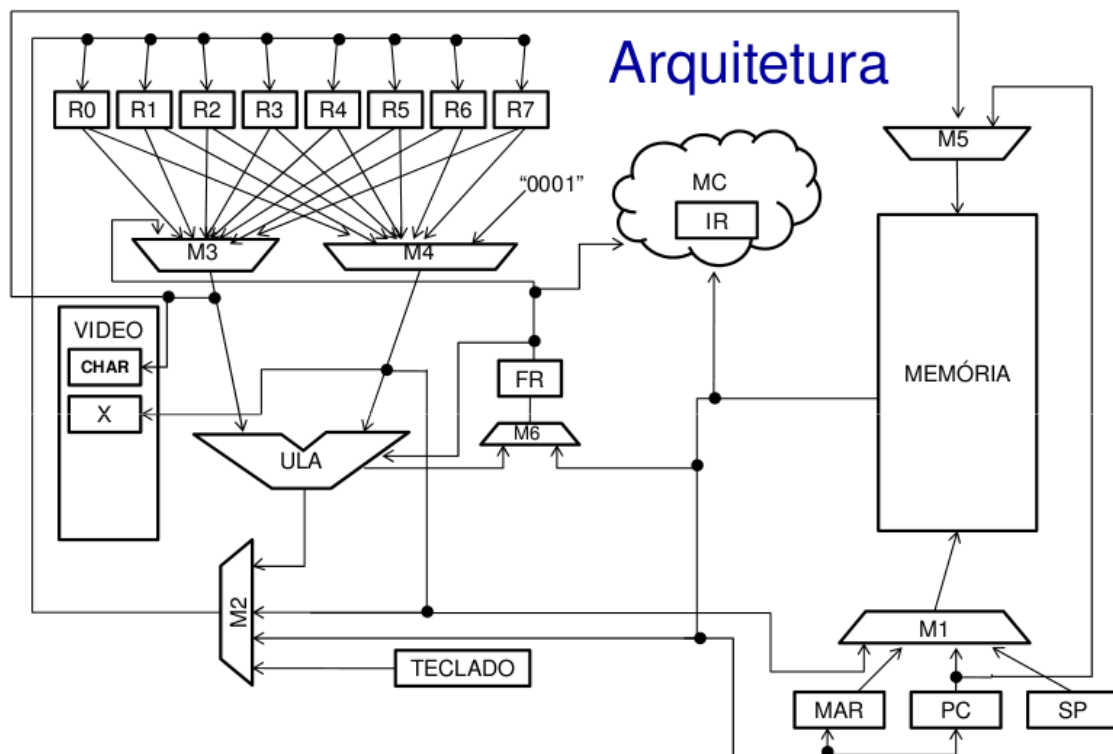 Arquitetura
R0 R1 R2 R3 R4 R5 R6 R7
M5
"0001"
MC
IR
M3 M4
VIDEO
CHAR
X
FR
M6
ULA
MEMÓRIA
M2
M1
TECLADO
MAR PC SP